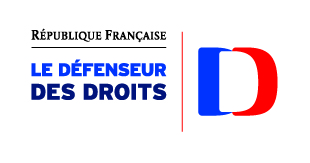 RÉPUBLIQUE FRANÇAISE
LE DÉFENSEUR
DES DROITS